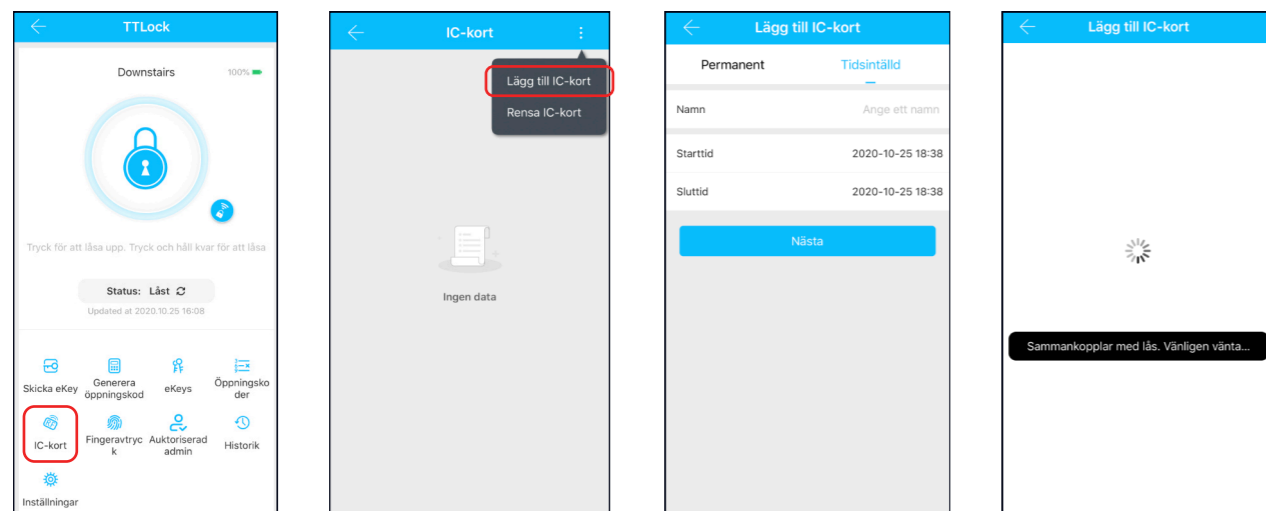 TTLock
Downstairs
100%
Tryck för att låsa upp. Tryck och håll kvar för att låsa
Status: Låst
Updated at 2020.10.25 16:08
Skicka eKey
Generera
öppningskod
eKeys
Öppningsko
der
IC-kort
Fingeravtryc
k
Auktoriserad
admin
Historik
Inställningar
IC-kort
Lägg till IC-kort
Rensa IC-kort
Ingen data
Lägg till IC-kort
Permanent
Tidsintälld
Namn
Ange ett namn
Starttid
2020-10-25 18:38
Sluttid
2020-10-25 18:38
Nästa
Lägg till IC-kort
Sammankopplar med lås. Vänligen vänta...